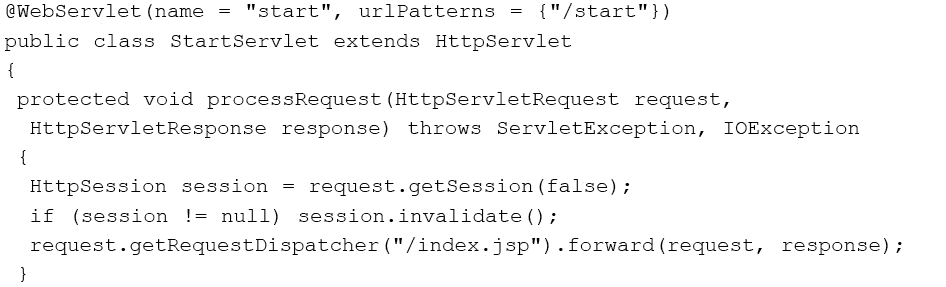 @WebServlet(name = "start", urlPatterns = {"/start"})
public class StartServlet extends HttpServlet
{
protected void processRequest(HttpServletRequest request,
HttpServletResponse response) throws ServletException, IOException
{
HttpSession session = request.getSession(false);
if (session != null) session.invalidate();
request.getRequestDispatcher("/index.jsp").forward(request, response);
}